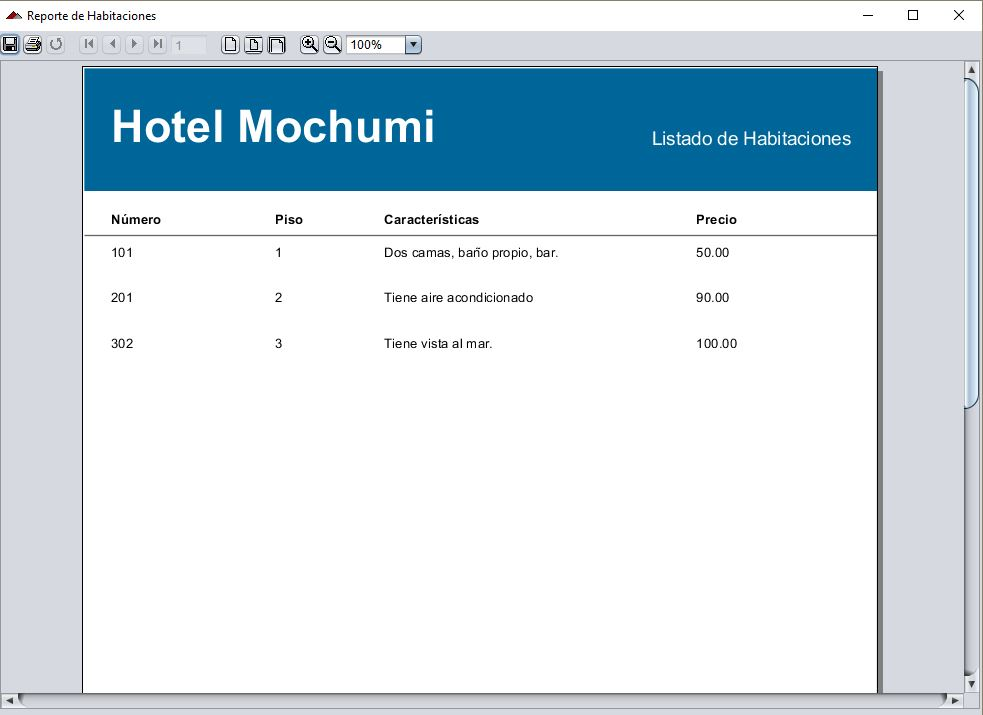 Reporte de Habitaciones
1
100%
Hotel Mochumi
Listado de Habitaciones
Número Piso Características Precio
101 1 Dos camas, baño propio, bar. 50.00
201 2 Tiene aire acondicionado 90.00
302 3 Tiene vista al mar. 100.00